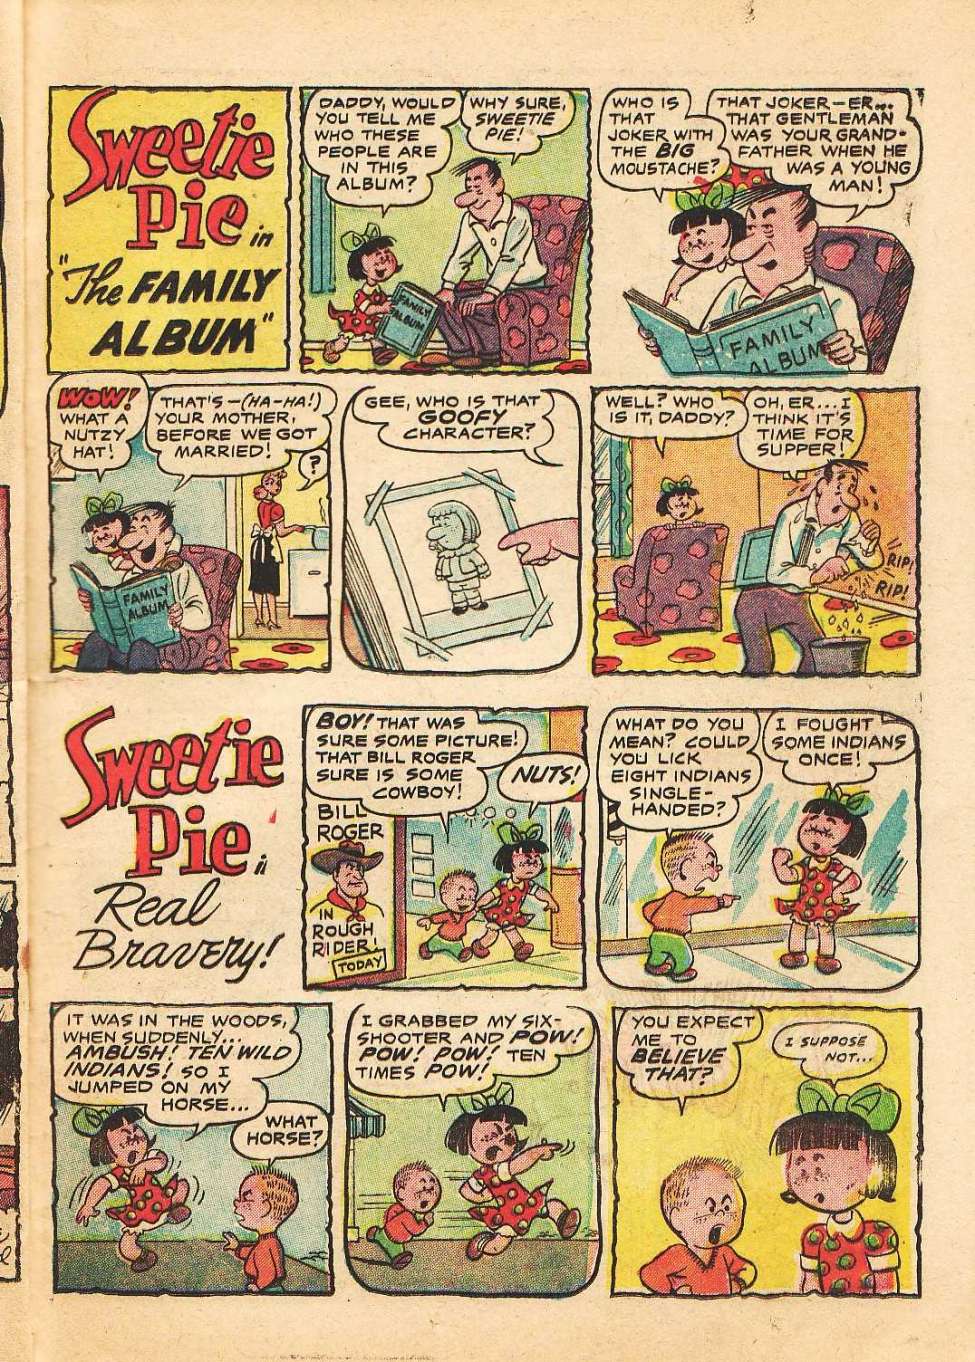 Sweetie
Pie in
"The FAMILY
ALBUM"
DADDY, WOULD
YOU TELL ME
WHO THESE
PEOPLE ARE
IN THIS
ALBUM?
WHY SURE,
SWEETIE
PIE!
FAMILY
ALBUM
WHO IS
THAT
JOKER WITH
THE BIG
MOUSTACHE?
THAT JOKER—ER...
THAT GENTLEMAN
WAS YOUR GRAND-
FATHER WHEN HE
WAS A YOUNG
MAN!
FAMILY
ALBUM
WOW!
WHAT A
NUTZY
HAT!
THAT'S—(HA-HA!)
YOUR MOTHER,
BEFORE WE GOT
MARRIED!
?
FAMILY
ALBUM
GEE, WHO IS THAT
GOOFY
CHARACTER?
WELL? WHO
IS IT, DADDY?
OH, ER...I
THINK IT'S
TIME FOR
SUPPER!
RIP!
RIP!
Sweetie
Pie in
Real
Bravery!
BOY! THAT WAS
SURE SOME PICTURE!
THAT BILL ROGER
SURE IS SOME
COWBOY!
NUTS!
BILL
ROGER
IN
ROUGH
RIDER!
TODAY
WHAT DO YOU
MEAN? COULD
YOU LICK
EIGHT INDIANS
SINGLE-
HANDED?
I FOUGHT
SOME INDIANS
ONCE!
IT WAS IN THE WOODS,
WHEN SUDDENLY...
AMBUSH! TEN WILD
INDIANS! SO I
JUMPED ON MY
HORSE...
WHAT
HORSE?
I GRABBED MY SIX-
SHOOTER AND POW!
POW! POW! TEN
TIMES POW!
YOU EXPECT
ME TO
BELIEVE
THAT?
I SUPPOSE
NOT...